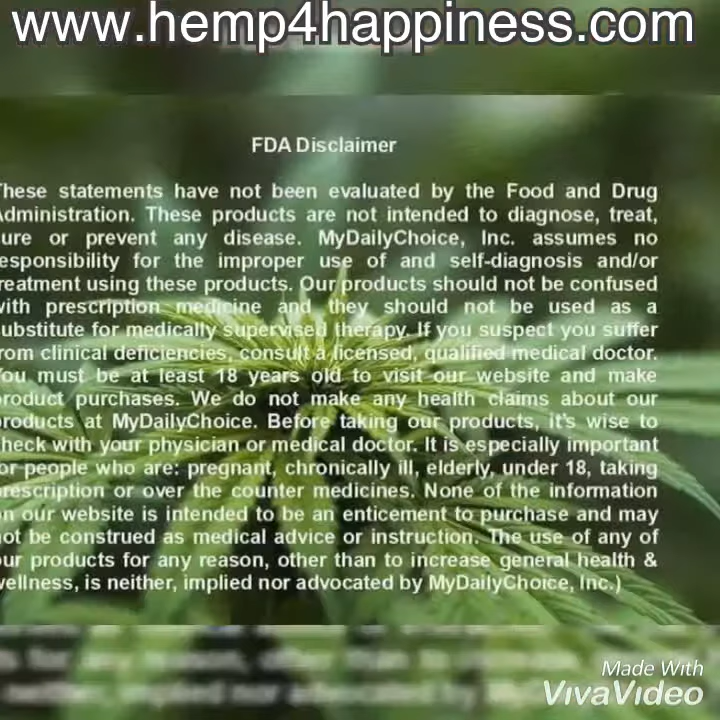 www.hemp4happiness.com
FDA Disclaimer
hese statements have not been evaluated by the Food and Drug
dministration. These products are not intended to diagnose, treat,
ure or prevent any disease. MyDailyChoice, Inc. assumes no
esponsibility for the improper use of and self-diagnosis and/or
reatment using these products. Our products should not be confused
with prescription medicine and they should not be used as a
ubstitute for medically supervised therapy. If you suspect you suffer
rom clinical deficiencies, consult a licensed, qualified medical doctor.
You must be at least 18 years old to visit our website and make
product purchases. We do not make any health claims about our
products at MyDailyChoice. Before taking our products, it's wise to
heck with your physician or medical doctor. It is especially important
or people who are: pregnant, chronically ill, elderly, under 18, taking
rescription or over the counter medicines. None of the information
on our website is intended to be an enticement to purchase and may
not be construed as medical advice or instruction. The use of any of
our products for any reason, other than to increase general health &
wellness, is neither, implied nor advocated by MyDailyChoice, Inc.)
Made With
VivaVideo